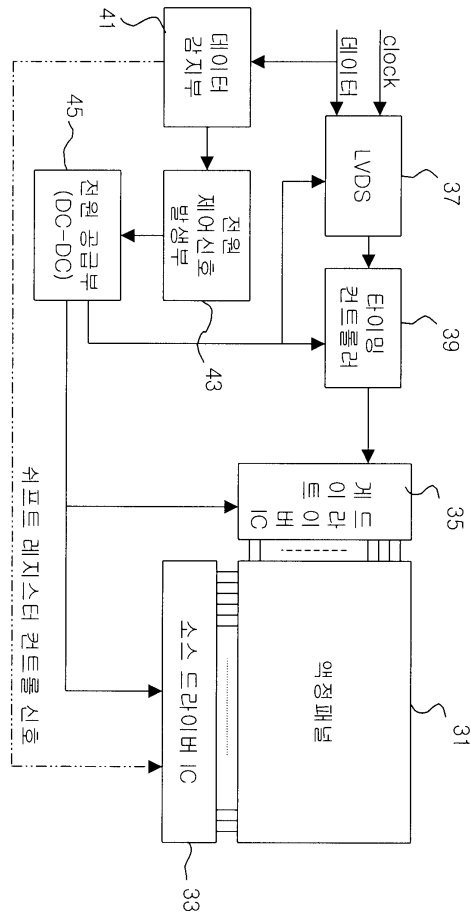 clock
데이터
LVDS
37
타이밍
컨트롤러
39
데이터
감지부
41
전원
제어신호
발생부
43
전원 공급부
(DC-DC)
45
게이트
드라이버
IC
35
액정패널
31
소스 드라이버 IC
33
쉬프트 레지스터 컨트롤 신호